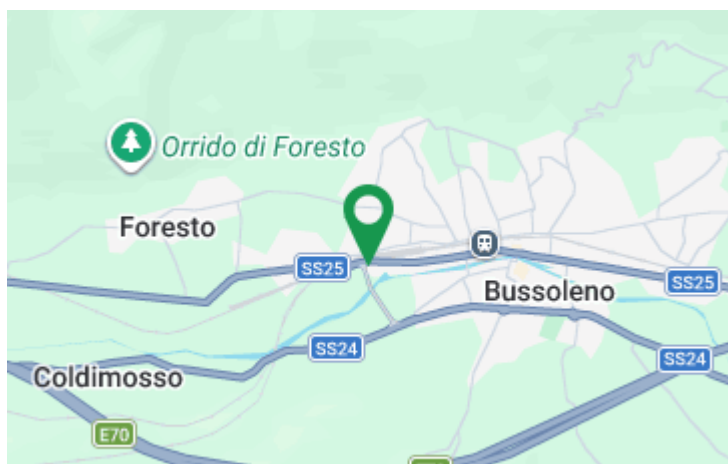 Orrido di Foresto
Foresto
SS25
Bussoleno
SS25
SS24
SS24
Coldimosso
E70